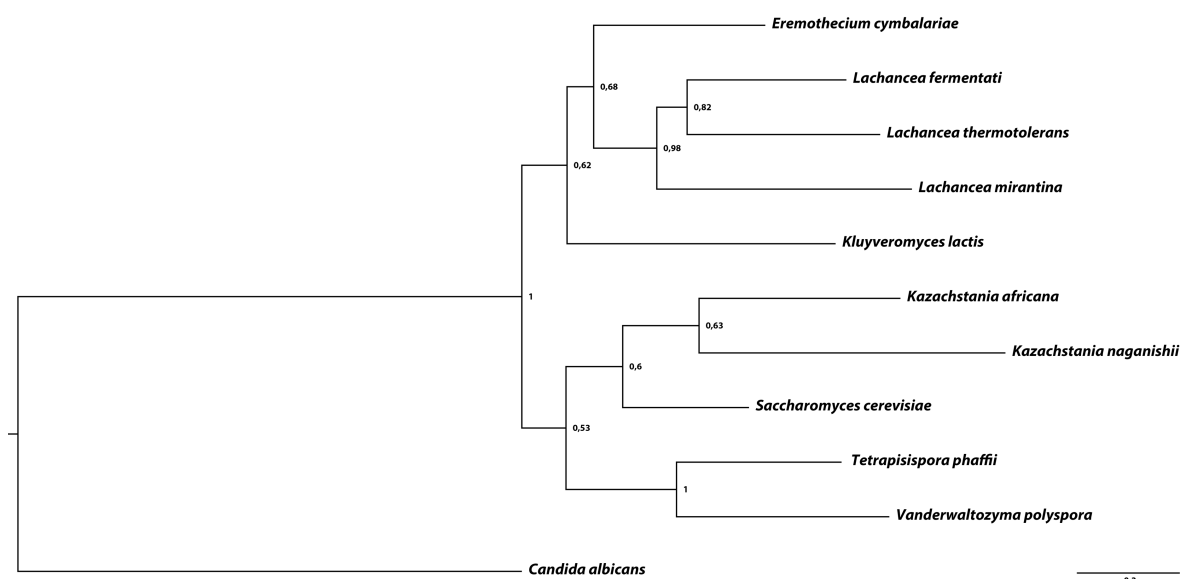 Eremothecium cymbalariae
Lachancea fermentati
0,68
0,82
Lachancea thermotolerans
0,98
0,62
Lachancea mirantina
Kluyveromyces lactis
1
Kazachstania africana
0,63
Kazachstania naganishii
0,6
Saccharomyces cerevisiae
0,53
Tetrapisispora phaffii
1
Vanderwaltozyma polyspora
Candida albicans